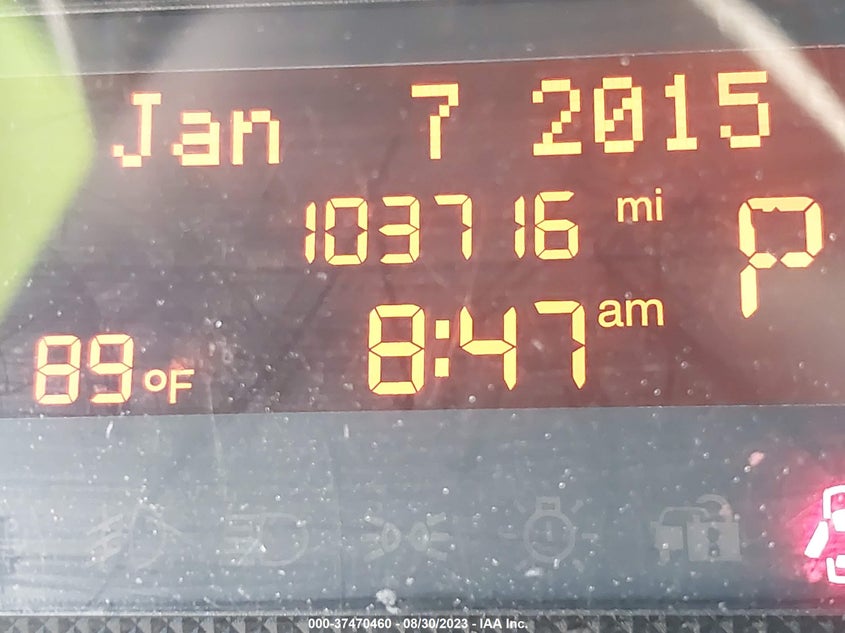 Jan 7 2015
103716 mi P
8:47 am
89 °F
000-37470460 - 08/30/2023 - IAA Inc.